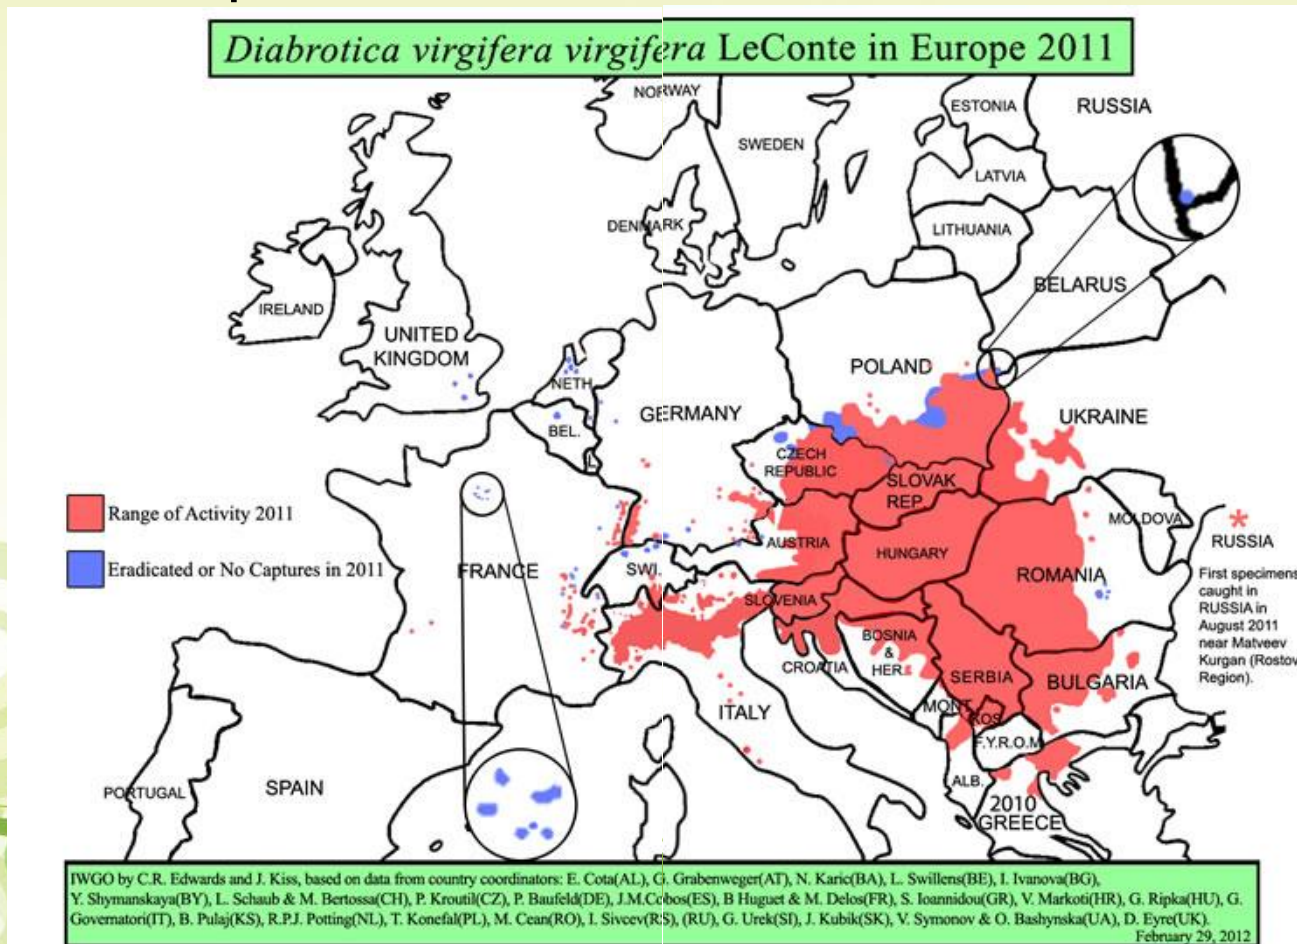 Diabrotica virgifera virgifera LeConte in Europe 2011
NORWAY
ESTONIA
RUSSIA
SWEDEN
LATVIA
DENMARK
LITHUANIA
IRELAND
BELARUS
UNITED
KINGDOM
POLAND
NETH.
GERMANY
UKRAINE
BEL.
L
CZECH
REPUBLIC
SLOVAK
REP.
Range of Activity 2011
MOLDOVA
*
RUSSIA
AUSTRIA
HUNGARY
Eradicated or No Captures in 2011
FRANCE
SWI.
ROMANIA
First specimens
caught in
RUSSIA in
August 2011
near Matveev
Kurgan (Rostov
Region).
SLOVENIA
BOSNIA
&
HER.
CROATIA
SERBIA
BULGARIA
ITALY
MONT.
KOS.
F.Y.R.O.M
ALB.
PORTUGAL
SPAIN
2010
GREECE
IWGO by C.R. Edwards and J. Kiss, based on data from country coordinators: E. Cota(AL), G. Grabenweger(AT), N. Karic(BA), L. Swillens(BE), I. Ivanova(BG),
Y. Shymanskaya(BY), L. Schaub & M. Bertossa(CH), P. Kroutil(CZ), P. Baufeld(DE), J.M.Cobos(ES), B Huguet & M. Delos(FR), S. Ioannidou(GR), V. Markoti(HR), G. Ripka(HU), G.
Governatori(IT), B. Pulaj(KS), R.P.J. Potting(NL), T. Konefal(PL), M. Cean(RO), I. Sivcev(RS), (RU), G. Urek(SI), J. Kubik(SK), V. Symonov & O. Bashynska(UA), D. Eyre(UK).
February 29, 2012